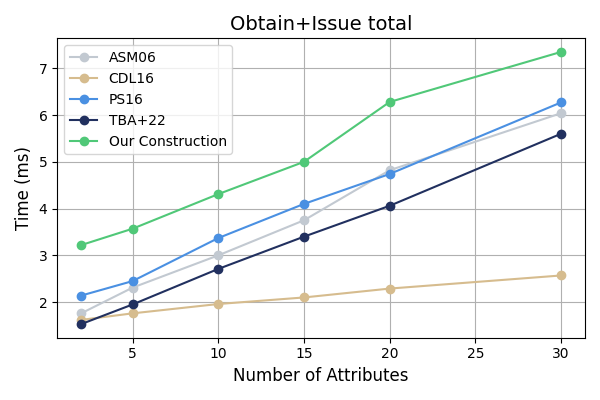 Obtain+Issue total
ASM06
CDL16
PS16
TBA+22
Our Construction
Time (ms)
7
6
5
4
3
2
5 10 15 20 25 30
Number of Attributes